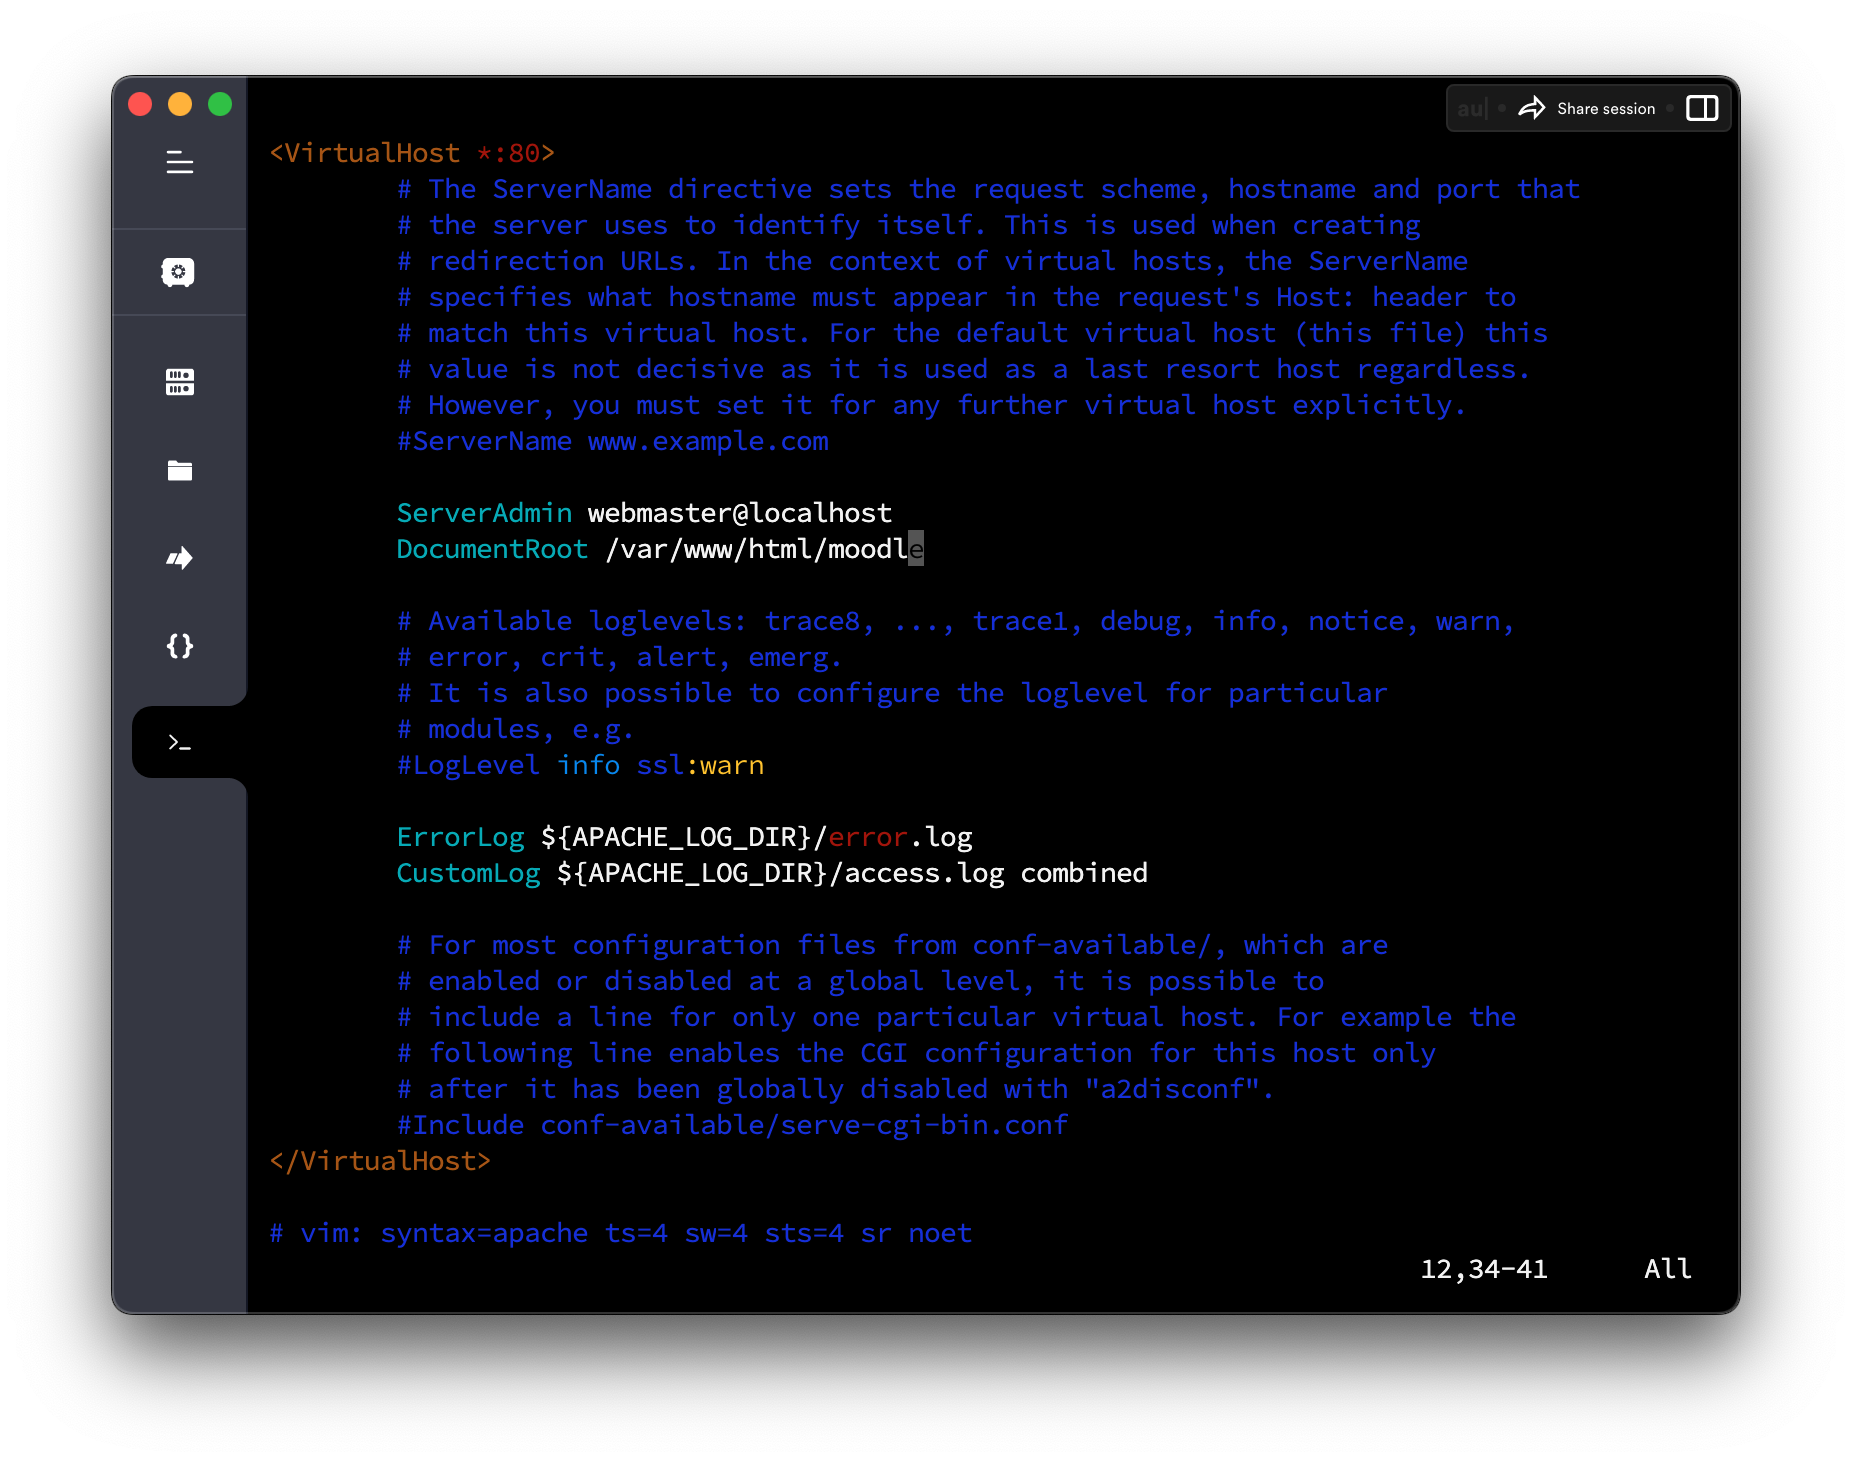 au| • Share session •
<VirtualHost *:80>
# The ServerName directive sets the request scheme, hostname and port that
# the server uses to identify itself. This is used when creating
# redirection URLs. In the context of virtual hosts, the ServerName
# specifies what hostname must appear in the request's Host: header to
# match this virtual host. For the default virtual host (this file) this
# value is not decisive as it is used as a last resort host regardless.
# However, you must set it for any further virtual host explicitly.
#ServerName www.example.com
ServerAdmin webmaster@localhost
DocumentRoot /var/www/html/moodle
# Available loglevels: trace8, ..., trace1, debug, info, notice, warn,
# error, crit, alert, emerg.
# It is also possible to configure the loglevel for particular
# modules, e.g.
#LogLevel info ssl:warn
ErrorLog ${APACHE_LOG_DIR}/error.log
CustomLog ${APACHE_LOG_DIR}/access.log combined
# For most configuration files from conf-available/, which are
# enabled or disabled at a global level, it is possible to
# include a line for only one particular virtual host. For example the
# following line enables the CGI configuration for this host only
# after it has been globally disabled with "a2disconf".
#Include conf-available/serve-cgi-bin.conf
</VirtualHost>
# vim: syntax=apache ts=4 sw=4 sts=4 sr noet
12,34-41 All